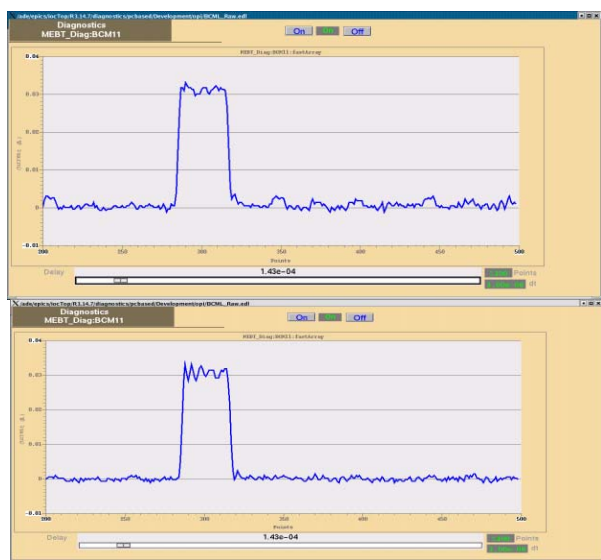 /ade/epics/iocTop/R3.14.7/diagnostics/pcbased/Development/opi/BCML_Raw.edl
Diagnostics
MEBT_Diag:BCM11
On
Off
MEBT_Diag:BCM11:FastArray
0.04
0.03
0.02
0.01
0
-0.01
200
250
300
350
400
450
500
Points
Delay
1.43e-04
Points
dt
/ade/epics/iocTop/R3.14.7/diagnostics/pcbased/Development/opi/BCML_Raw.edl
Diagnostics
MEBT_Diag:BCM11
On
Off
MEBT_Diag:BCM11:FastArray
0.04
0.03
0.02
0.01
0
-0.01
200
250
300
350
400
450
500
Points
Delay
1.43e-04
Points
dt